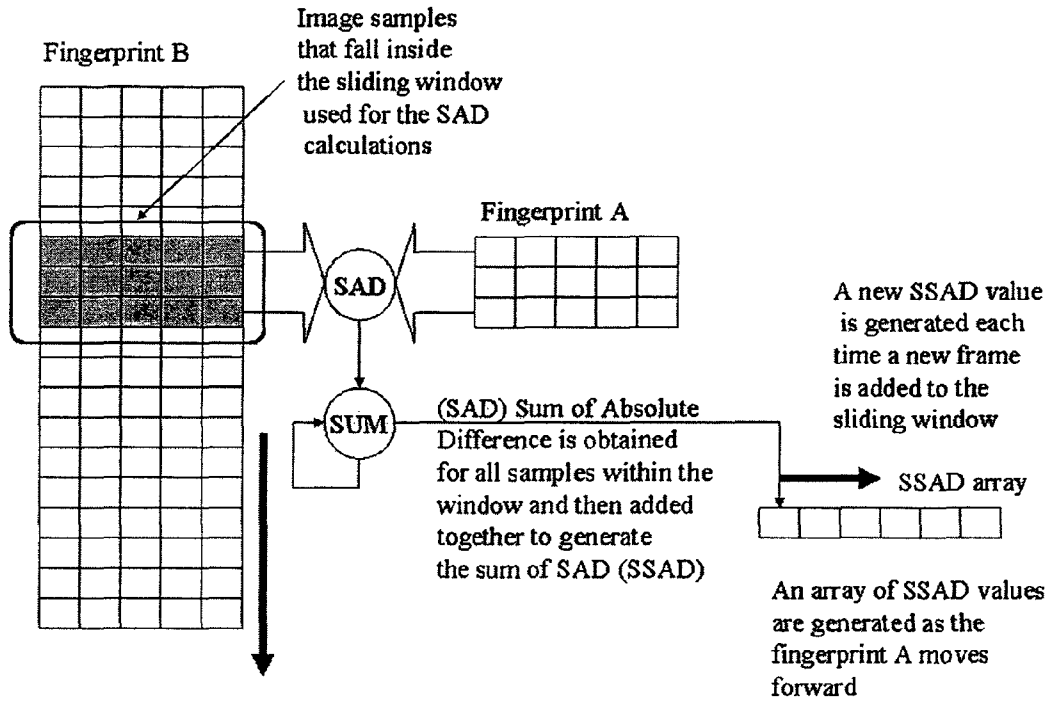 Image samples
that fall inside
the sliding window
used for the SAD
calculations
Fingerprint B
Fingerprint A
SAD
SUM
(SAD) Sum of Absolute
Difference is obtained
for all samples within the
window and then added
together to generate
the sum of SAD (SSAD)
A new SSAD value
is generated each
time a new frame
is added to the
sliding window
SSAD array
An array of SSAD values
are generated as the
fingerprint A moves
forward